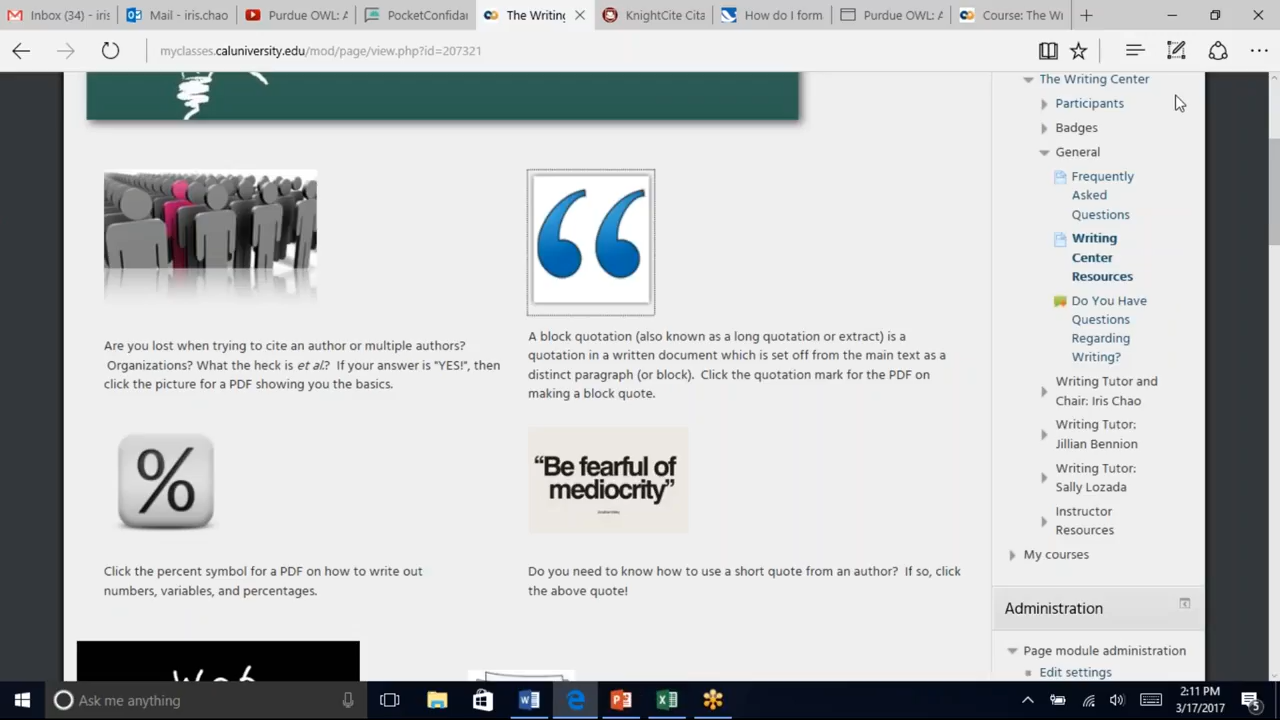 Inbox (34) - iris
Mail - iris.chao
Purdue OWL: A
PocketConfidan
The Writing
KnightCite Cita
How do I form
Purdue OWL: A
Course: The Wr
myclasses.caluniversity.edu/mod/page/view.php?id=207321
The Writing Center
Participants
Badges
General
Frequently
Asked
Questions
Writing
Center
Resources
Do You Have
Questions
Regarding
Writing?
Writing Tutor and
Chair: Iris Chao
Writing Tutor:
Jillian Bennion
Writing Tutor:
Sally Lozada
Instructor
Resources
My courses
Administration
Page module administration
Edit settings
Are you lost when trying to cite an author or multiple authors?
Organizations? What the heck is et al.? If your answer is "YES!", then
click the picture for a PDF showing you the basics.
A block quotation (also known as a long quotation or extract) is a
quotation in a written document which is set off from the main text as a
distinct paragraph (or block). Click the quotation mark for the PDF on
making a block quote.
%
“Be fearful of
mediocrity”
Click the percent symbol for a PDF on how to write out
numbers, variables, and percentages.
Do you need to know how to use a short quote from an author? If so, click
the above quote!
Web
Ask me anything
2:11 PM
3/17/2017
5